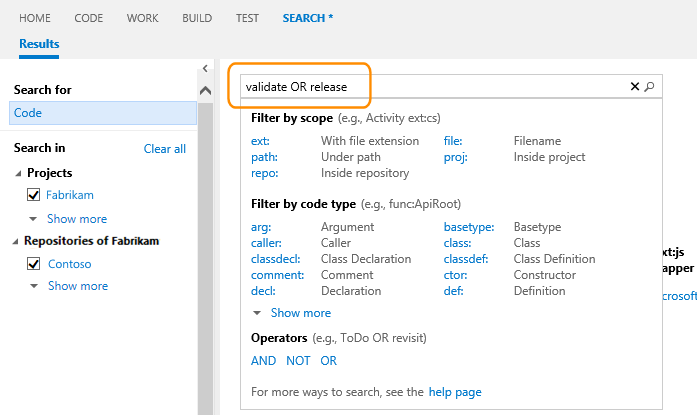 HOME CODE WORK BUILD TEST SEARCH *
Results
Search for
Code
Search in Clear all
Projects
Fabrikam
Show more
Repositories of Fabrikam
Contoso
Show more
validate OR release
Filter by scope (e.g., Activity ext:cs)
ext: With file extension file: Filename
path: Under path proj: Inside project
repo: Inside repository
Filter by code type (e.g., func:ApiRoot)
arg: Argument basetype: Basetype
caller: Caller class: Class
classdecl: Class Declaration classdef: Class Definition
comment: Comment ctor: Constructor
decl: Declaration def: Definition
Show more
Operators (e.g., ToDo OR revisit)
AND NOT OR
For more ways to search, see the help page
xt:js
apper
crosoft